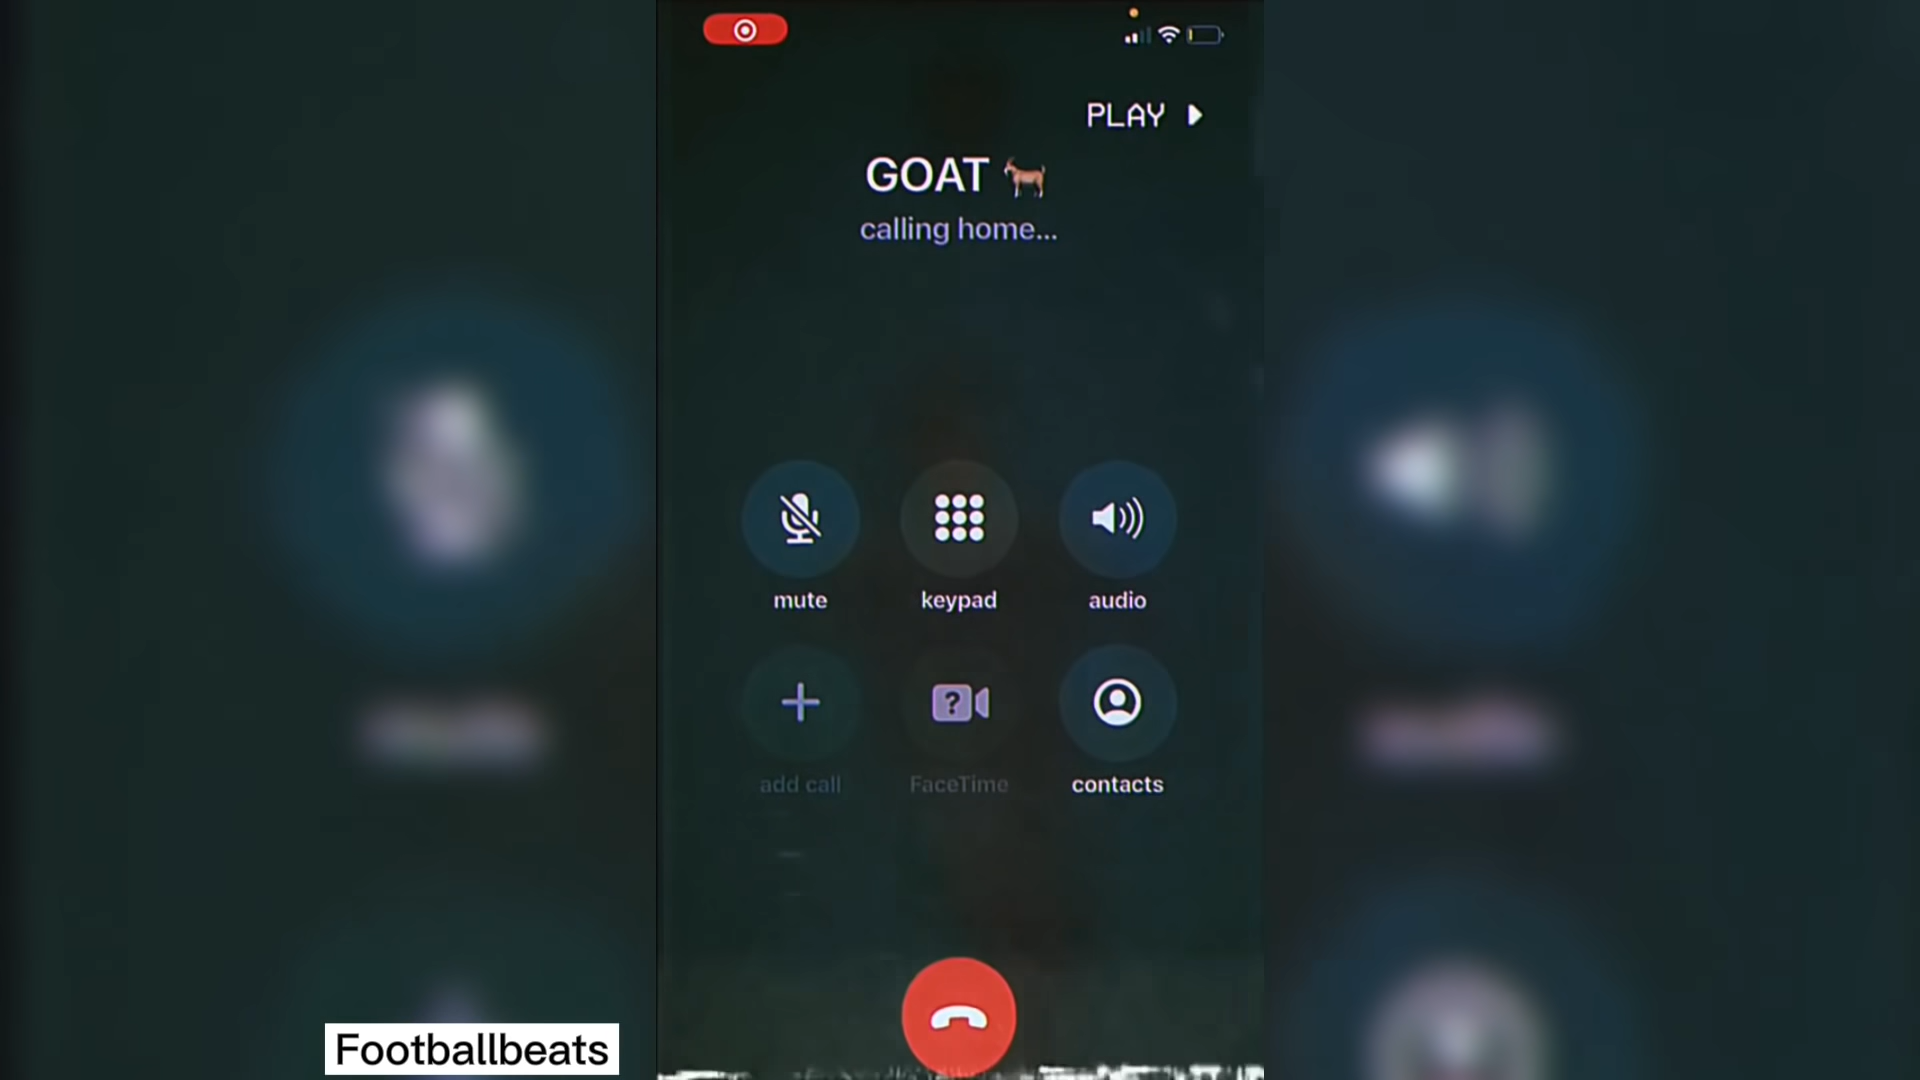 PLAY
GOAT 🐐
calling home...
mute
keypad
audio
add call
FaceTime
contacts
Footballbeats